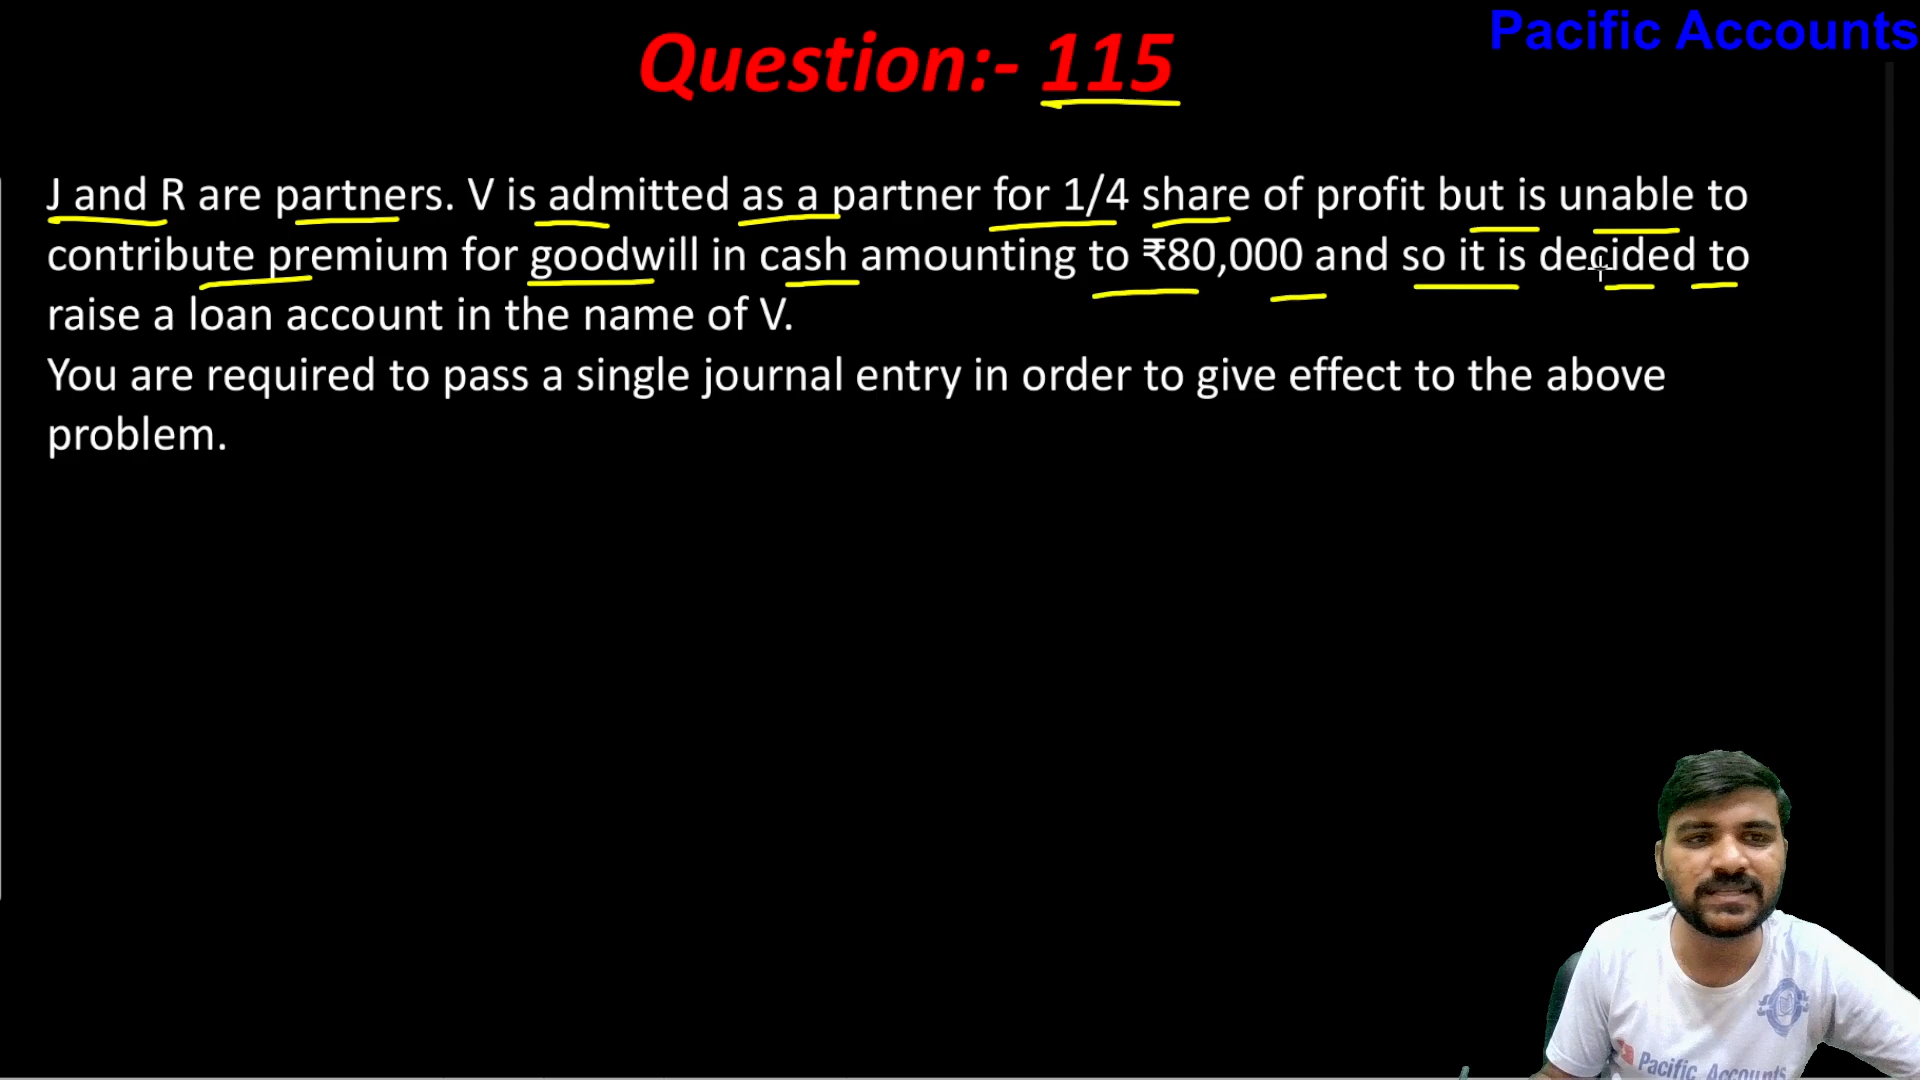 Pacific Accounts
Question:- 115
J and R are partners. V is admitted as a partner for 1/4 share of profit but is unable to
contribute premium for goodwill in cash amounting to ₹80,000 and so it is decided to
raise a loan account in the name of V.
You are required to pass a single journal entry in order to give effect to the above
problem.
Pacific Accounts